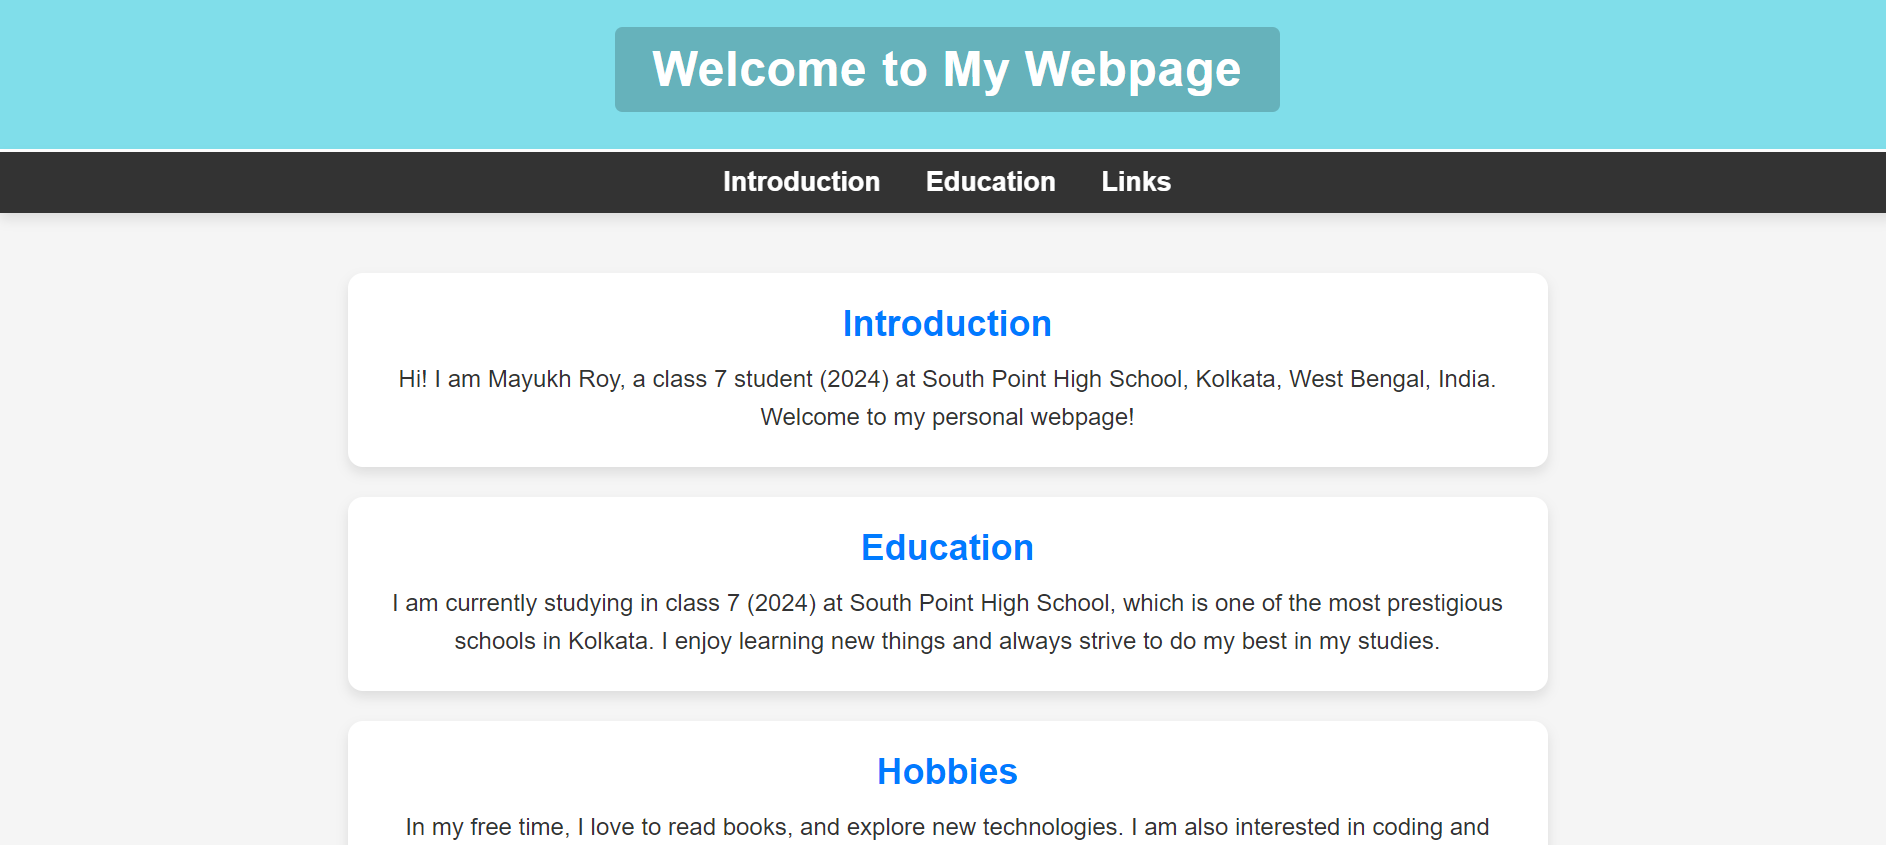 Welcome to My Webpage
Introduction Education Links
Introduction
Hi! I am Mayukh Roy, a class 7 student (2024) at South Point High School, Kolkata, West Bengal, India.
Welcome to my personal webpage!
Education
I am currently studying in class 7 (2024) at South Point High School, which is one of the most prestigious
schools in Kolkata. I enjoy learning new things and always strive to do my best in my studies.
Hobbies
In my free time, I love to read books, and explore new technologies. I am also interested in coding and